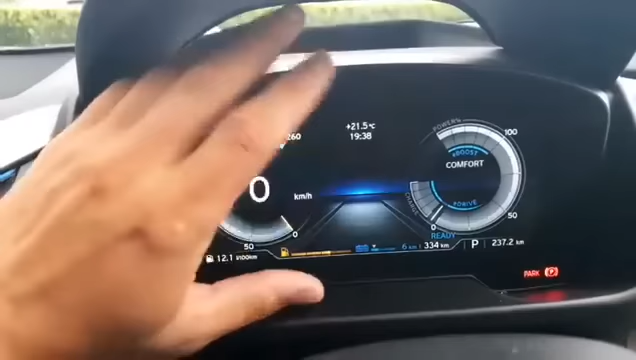 260
+21.5°C
19:38
POWER%
100
eBOOST
COMFORT
0
km/h
CHARGE
eDRIVE
0
50
0
50
READY
12.1 l/100km
6 km
334 km
P
237.2 km
PARK